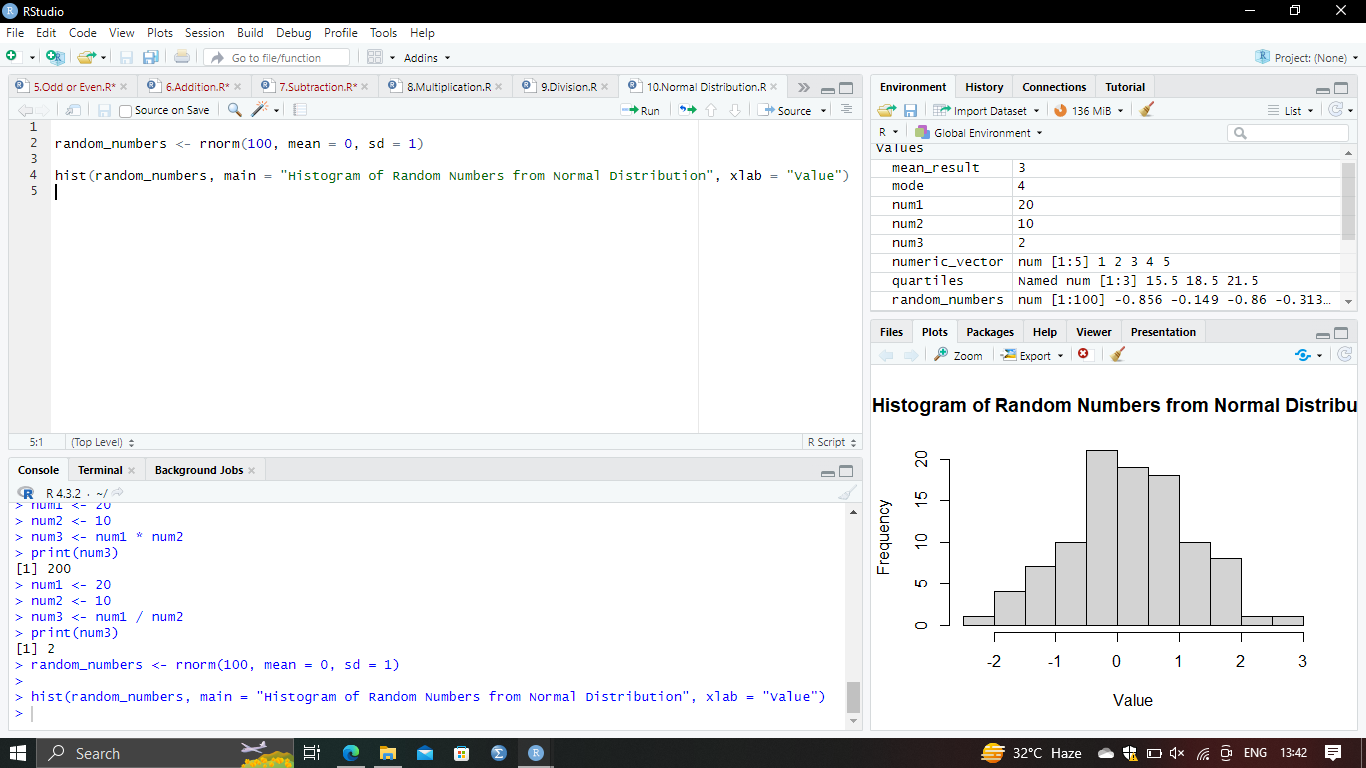 RStudio
File Edit Code View Plots Session Build Debug Profile Tools Help
Go to file/function Addins Project: (None)
5.Odd or Even.R* 6.Addition.R* 7.Subtraction.R* 8.Multiplication.R 9.Division.R 10.Normal Distribution.R
Source on Save Run Source
1
2 random_numbers <- rnorm(100, mean = 0, sd = 1)
3
4 hist(random_numbers, main = "Histogram of Random Numbers from Normal Distribution", xlab = "Value")
5
5:1 (Top Level) R Script
Console Terminal Background Jobs
R 4.3.2 · ~/
> num1 <- 20
> num2 <- 10
> num3 <- num1 * num2
> print(num3)
[1] 200
> num1 <- 20
> num2 <- 10
> num3 <- num1 / num2
> print(num3)
[1] 2
> random_numbers <- rnorm(100, mean = 0, sd = 1)
>
> hist(random_numbers, main = "Histogram of Random Numbers from Normal Distribution", xlab = "Value")
>
Environment History Connections Tutorial
Import Dataset 136 MiB List
R Global Environment
Values
mean_result 3
mode 4
num1 20
num2 10
num3 2
numeric_vector num [1:5] 1 2 3 4 5
quartiles Named num [1:3] 15.5 18.5 21.5
random_numbers num [1:100] -0.856 -0.149 -0.86 -0.313...
Files Plots Packages Help Viewer Presentation
Zoom Export
Histogram of Random Numbers from Normal Distribu
Frequency
20
15
10
5
0
-2 -1 0 1 2 3
Value
Search 32°C Haze ENG 13:42